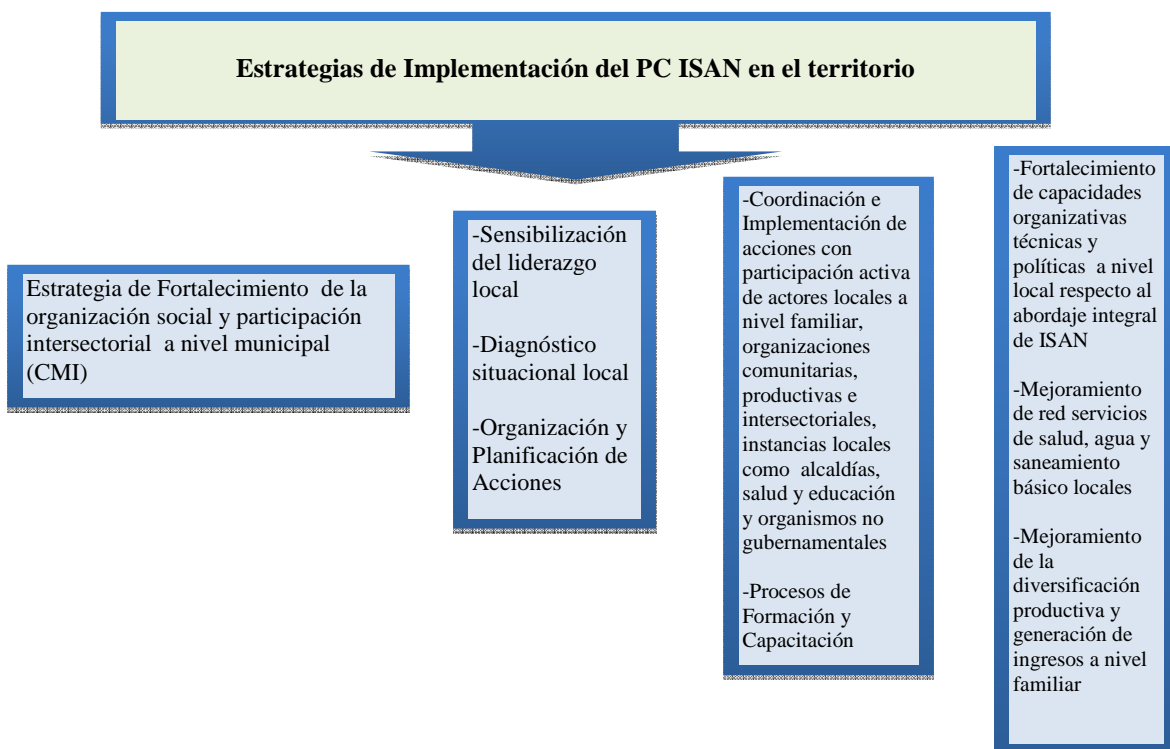 Estrategias de Implementación del PC ISAN en el territorio
Estrategia de Fortalecimiento de la
organización social y participación
intersectorial a nivel municipal
(CMI)
-Sensibilización
del liderazgo
local
-Diagnóstico
situacional local
-Organización y
Planificación de
Acciones
-Coordinación e
Implementación de
acciones con
participación activa
de actores locales a
nivel familiar,
organizaciones
comunitarias,
productivas e
intersectoriales,
instancias locales
como alcaldías,
salud y educación
y organismos no
gubernamentales
-Procesos de
Formación y
Capacitación
-Fortalecimiento
de capacidades
organizativas
técnicas y
políticas a nivel
local respecto al
abordaje integral
de ISAN
-Mejoramiento
de red servicios
de salud, agua y
saneamiento
básico locales
-Mejoramiento
de la
diversificación
productiva y
generación de
ingresos a nivel
familiar